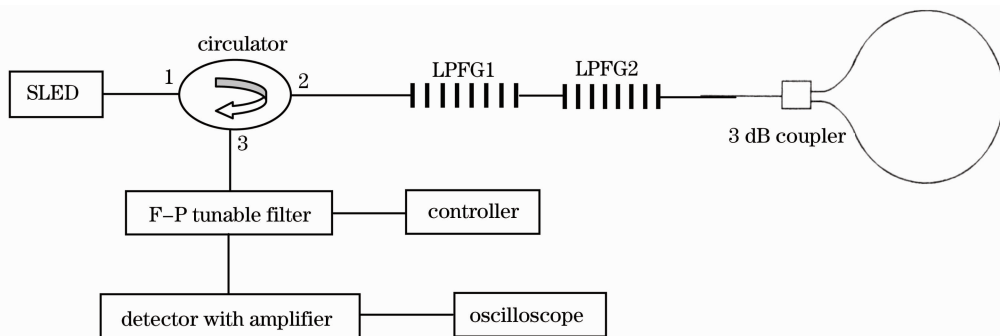 circulator
SLED
1
2
3
LPFG1
LPFG2
3 dB coupler
F–P tunable filter
controller
detector with amplifier
oscilloscope